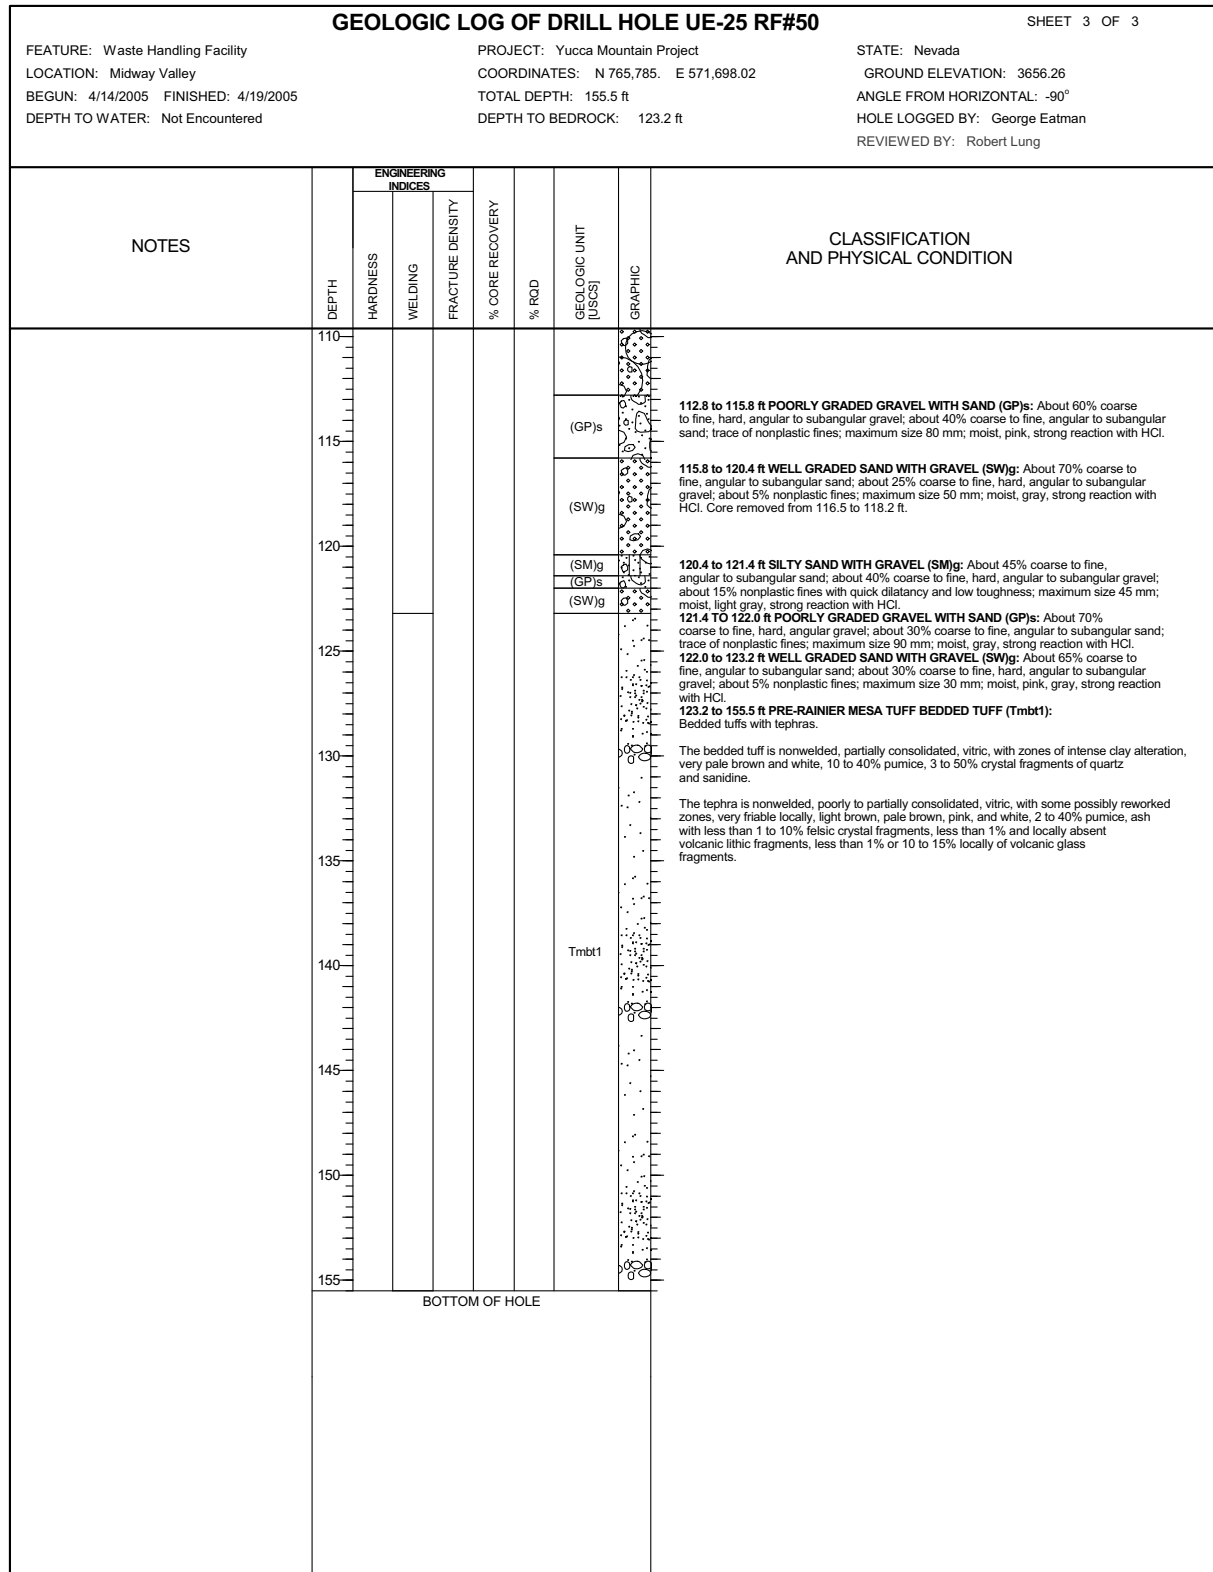 GEOLOGIC LOG OF DRILL HOLE UE-25 RF#50
SHEET 3 OF 3
FEATURE: Waste Handling Facility
PROJECT: Yucca Mountain Project
STATE: Nevada
LOCATION: Midway Valley
COORDINATES: N 765,785. E 571,698.02
GROUND ELEVATION: 3656.26
BEGUN: 4/14/2005 FINISHED: 4/19/2005
TOTAL DEPTH: 155.5 ft
ANGLE FROM HORIZONTAL: -90°
DEPTH TO WATER: Not Encountered
DEPTH TO BEDROCK: 123.2 ft
HOLE LOGGED BY: George Eatman
REVIEWED BY: Robert Lung
NOTES
DEPTH
ENGINEERING
INDICES
HARDNESS
WELDING
FRACTURE DENSITY
% CORE RECOVERY
% RQD
GEOLOGIC UNIT
[USCS]
GRAPHIC
CLASSIFICATION
AND PHYSICAL CONDITION
110
115
120
125
130
135
140
145
150
155
(GP)s
(SW)g
(SM)g
(GP)s
(SW)g
Tmbt1
112.8 to 115.8 ft POORLY GRADED GRAVEL WITH SAND (GP)s: About 60% coarse
to fine, hard, angular to subangular gravel; about 40% coarse to fine, angular to subangular
sand; trace of nonplastic fines; maximum size 80 mm; moist, pink, strong reaction with HCl.
115.8 to 120.4 ft WELL GRADED SAND WITH GRAVEL (SW)g: About 70% coarse to
fine, angular to subangular sand; about 25% coarse to fine, hard, angular to subangular
gravel; about 5% nonplastic fines; maximum size 50 mm; moist, gray, strong reaction with
HCl. Core removed from 116.5 to 118.2 ft.
120.4 to 121.4 ft SILTY SAND WITH GRAVEL (SM)g: About 45% coarse to fine,
angular to subangular sand; about 40% coarse to fine, hard, angular to subangular gravel;
about 15% nonplastic fines with quick dilatancy and low toughness; maximum size 45 mm;
moist, light gray, strong reaction with HCl.
121.4 TO 122.0 ft POORLY GRADED GRAVEL WITH SAND (GP)s: About 70%
coarse to fine, hard, angular gravel; about 30% coarse to fine, angular to subangular sand;
trace of nonplastic fines; maximum size 90 mm; moist, gray, strong reaction with HCl.
122.0 to 123.2 ft WELL GRADED SAND WITH GRAVEL (SW)g: About 65% coarse to
fine, angular to subangular sand; about 30% coarse to fine, hard, angular to subangular
gravel; about 5% nonplastic fines; maximum size 30 mm; moist, pink, gray, strong reaction
with HCl.
123.2 to 155.5 ft PRE-RAINIER MESA TUFF BEDDED TUFF (Tmbt1):
Bedded tuffs with tephras.
The bedded tuff is nonwelded, partially consolidated, vitric, with zones of intense clay alteration,
very pale brown and white, 10 to 40% pumice, 3 to 50% crystal fragments of quartz
and sanidine.
The tephra is nonwelded, poorly to partially consolidated, vitric, with some possibly reworked
zones, very friable locally, light brown, pale brown, pink, and white, 2 to 40% pumice, ash
with less than 1 to 10% felsic crystal fragments, less than 1% and locally absent
volcanic lithic fragments, less than 1% or 10 to 15% locally of volcanic glass
fragments.
BOTTOM OF HOLE